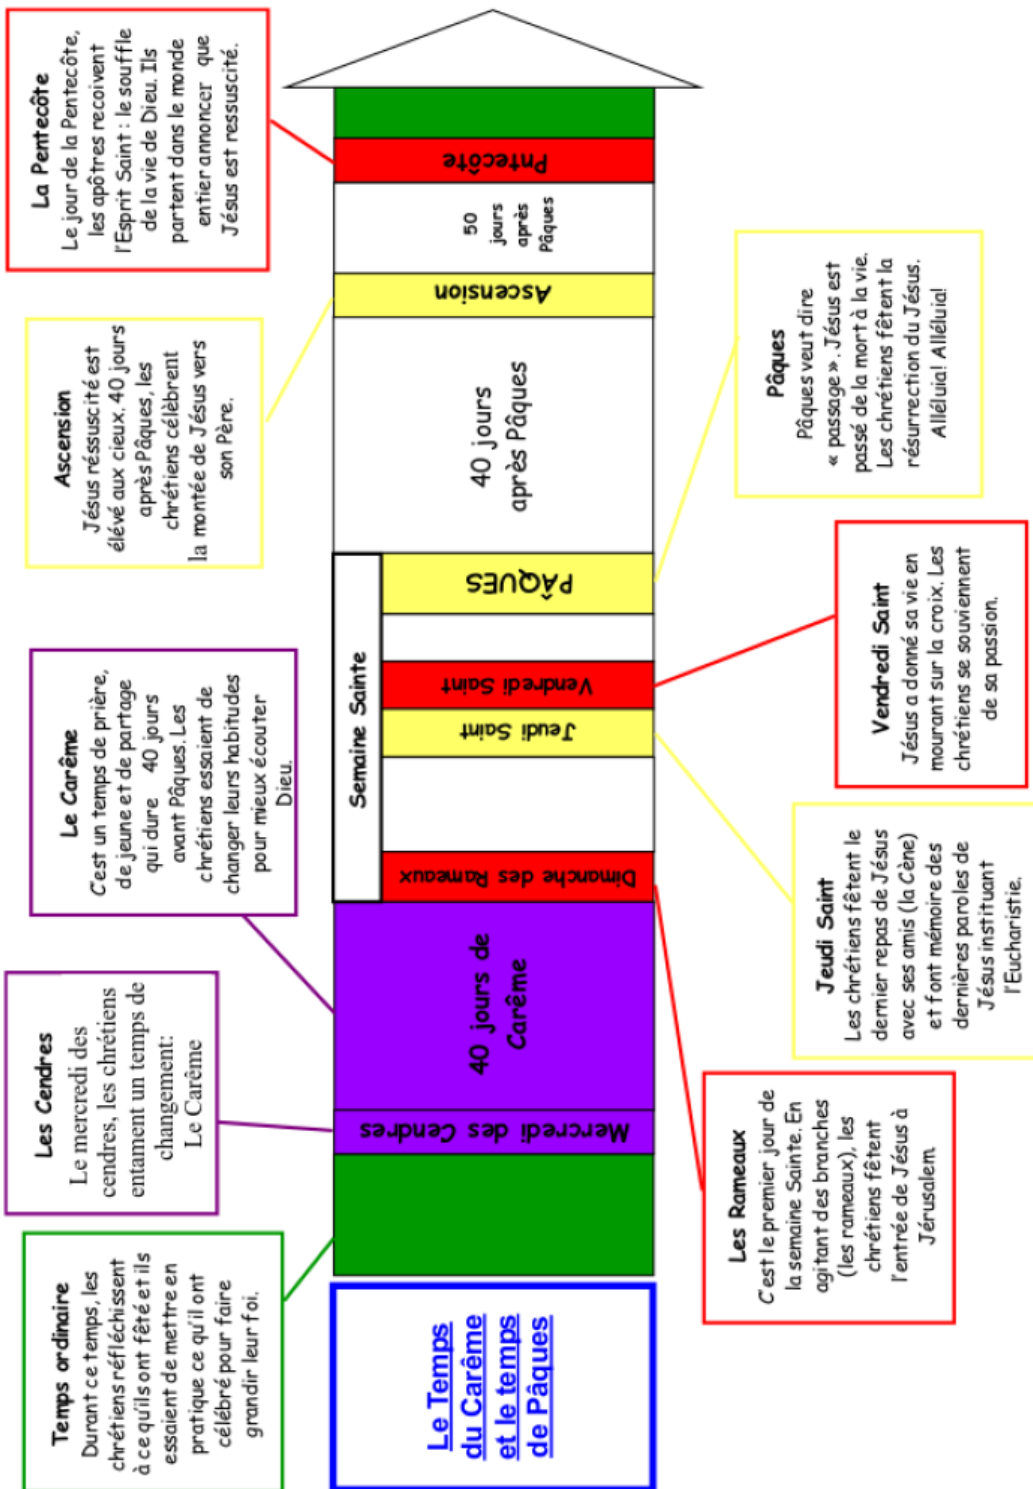 Le Temps
du Carême
et le temps
de Pâques
Temps ordinaire
Durant ce temps, les
chrétiens réfléchissent
à ce qu'ils ont fêté et ils
essaient de mettre en
pratique ce qu'il ont
célébré pour faire
grandir leur foi.
Les Cendres
Le mercredi des
cendres, les chrétiens
entament un temps de
changement:
Le Carême
Le Carême
C'est un temps de prière,
de jeune et de partage
qui dure 40 jours
avant Pâques. Les
chrétiens essaient de
changer leurs habitudes
pour mieux écouter
Dieu.
Ascension
Jésus réssuscité est
élévé aux cieux. 40 jours
après Pâques, les
chrétiens célèbrent
la montée de Jésus vers
son Père.
La Pentecôte
Le jour de la Pentecôte,
les apôtres recoivent
l'Esprit Saint : le souffle
de la vie de Dieu. Ils
partent dans le monde
entier annoncer que
Jésus est ressuscité.
Mercredi des Cendres
40 jours de
Carême
Semaine Sainte
Dimanche des Rameaux
Jeudi Saint
Vendredi Saint
PÂQUES
40 jours
après Pâques
Ascension
50
jours
après
Pâques
Pntecôte
Les Rameaux
C'est le premier jour de
la semaine Sainte. En
agitant des branches
(les rameaux), les
chrétiens fêtent
l'entrée de Jésus à
Jérusalem.
Jeudi Saint
Les chrétiens fêtent le
dernier repas de Jésus
avec ses amis (la Cène)
et font mémoire des
dernières paroles de
Jésus instituant
l'Eucharistie.
Vendredi Saint
Jésus a donné sa vie en
mourant sur la croix. Les
chrétiens se souviennent
de sa passion.
Pâques
Pâques veut dire
« passage ». Jésus est
passé de la mort à la vie.
Les chrétiens fêtent la
résurrection du Jésus.
Alléluia! Alléluia!